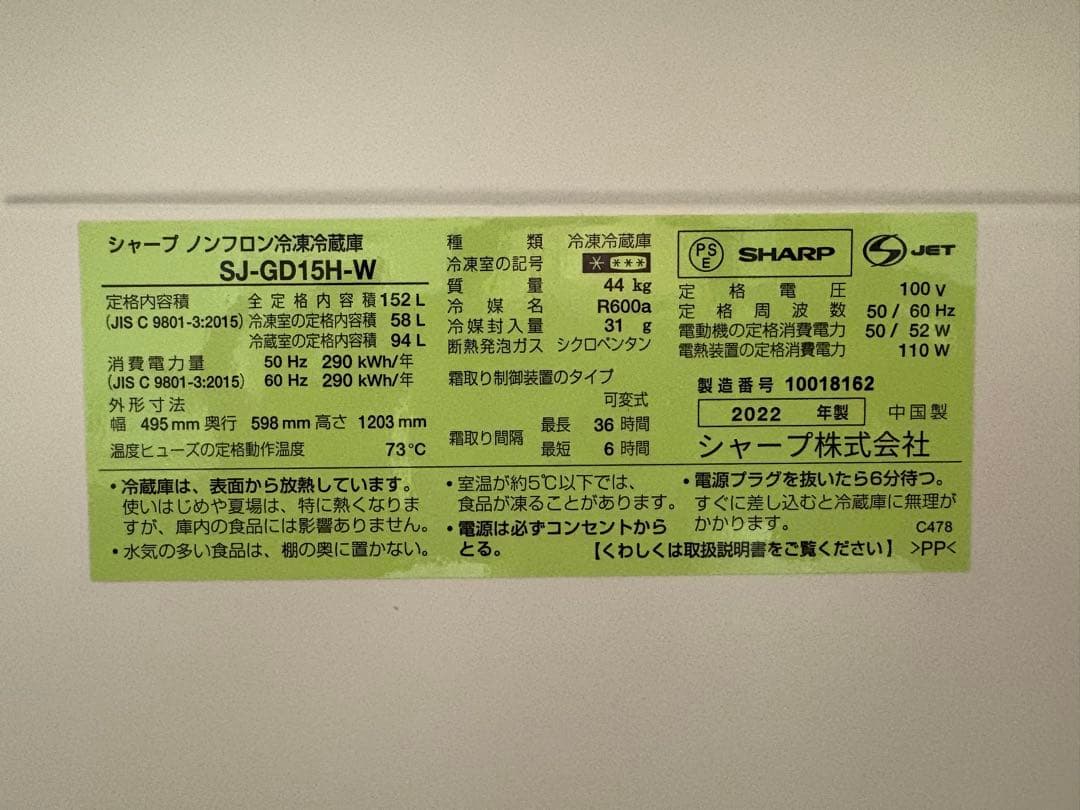 シャープ ノンフロン冷凍冷蔵庫
SJ-GD15H-W
定格内容積 全定格内容積 152 L
(JIS C 9801-3:2015) 冷凍室の定格内容積 58 L
冷蔵室の定格内容積 94 L
消費電力量 50 Hz 290 kWh/年
(JIS C 9801-3:2015) 60 Hz 290 kWh/年
外形寸法
幅 495 mm 奥行 598 mm 高さ 1203 mm
温度ヒューズの定格動作温度 73℃
種類 冷凍冷蔵庫
冷凍室の記号 * ***
質量 44 kg
冷媒名 R600a
冷媒封入量 31 g
断熱発泡ガス シクロペンタン
霜取り制御装置のタイプ
可変式
霜取り間隔 最長 36 時間
最短 6 時間
PSE SHARP JET
定格電圧 100 V
定格周波数 50 / 60 Hz
電動機の定格消費電力 50 / 52 W
電熱装置の定格消費電力 110 W
製造番号 10018162
2022 年製 中国製
シャープ株式会社
・冷蔵庫は、表面から放熱しています。
使いはじめや夏場は、特に熱くなりま
すが、庫内の食品には影響ありません。
・水気の多い食品は、棚の奥に置かない。
・室温が約5℃以下では、
食品が凍ることがあります。
・電源は必ずコンセントから
とる。
・電源プラグを抜いたら6分待つ。
すぐに差し込むと冷蔵庫に無理が
かかります。 C478
【くわしくは取扱説明書をご覧ください】 >PP<